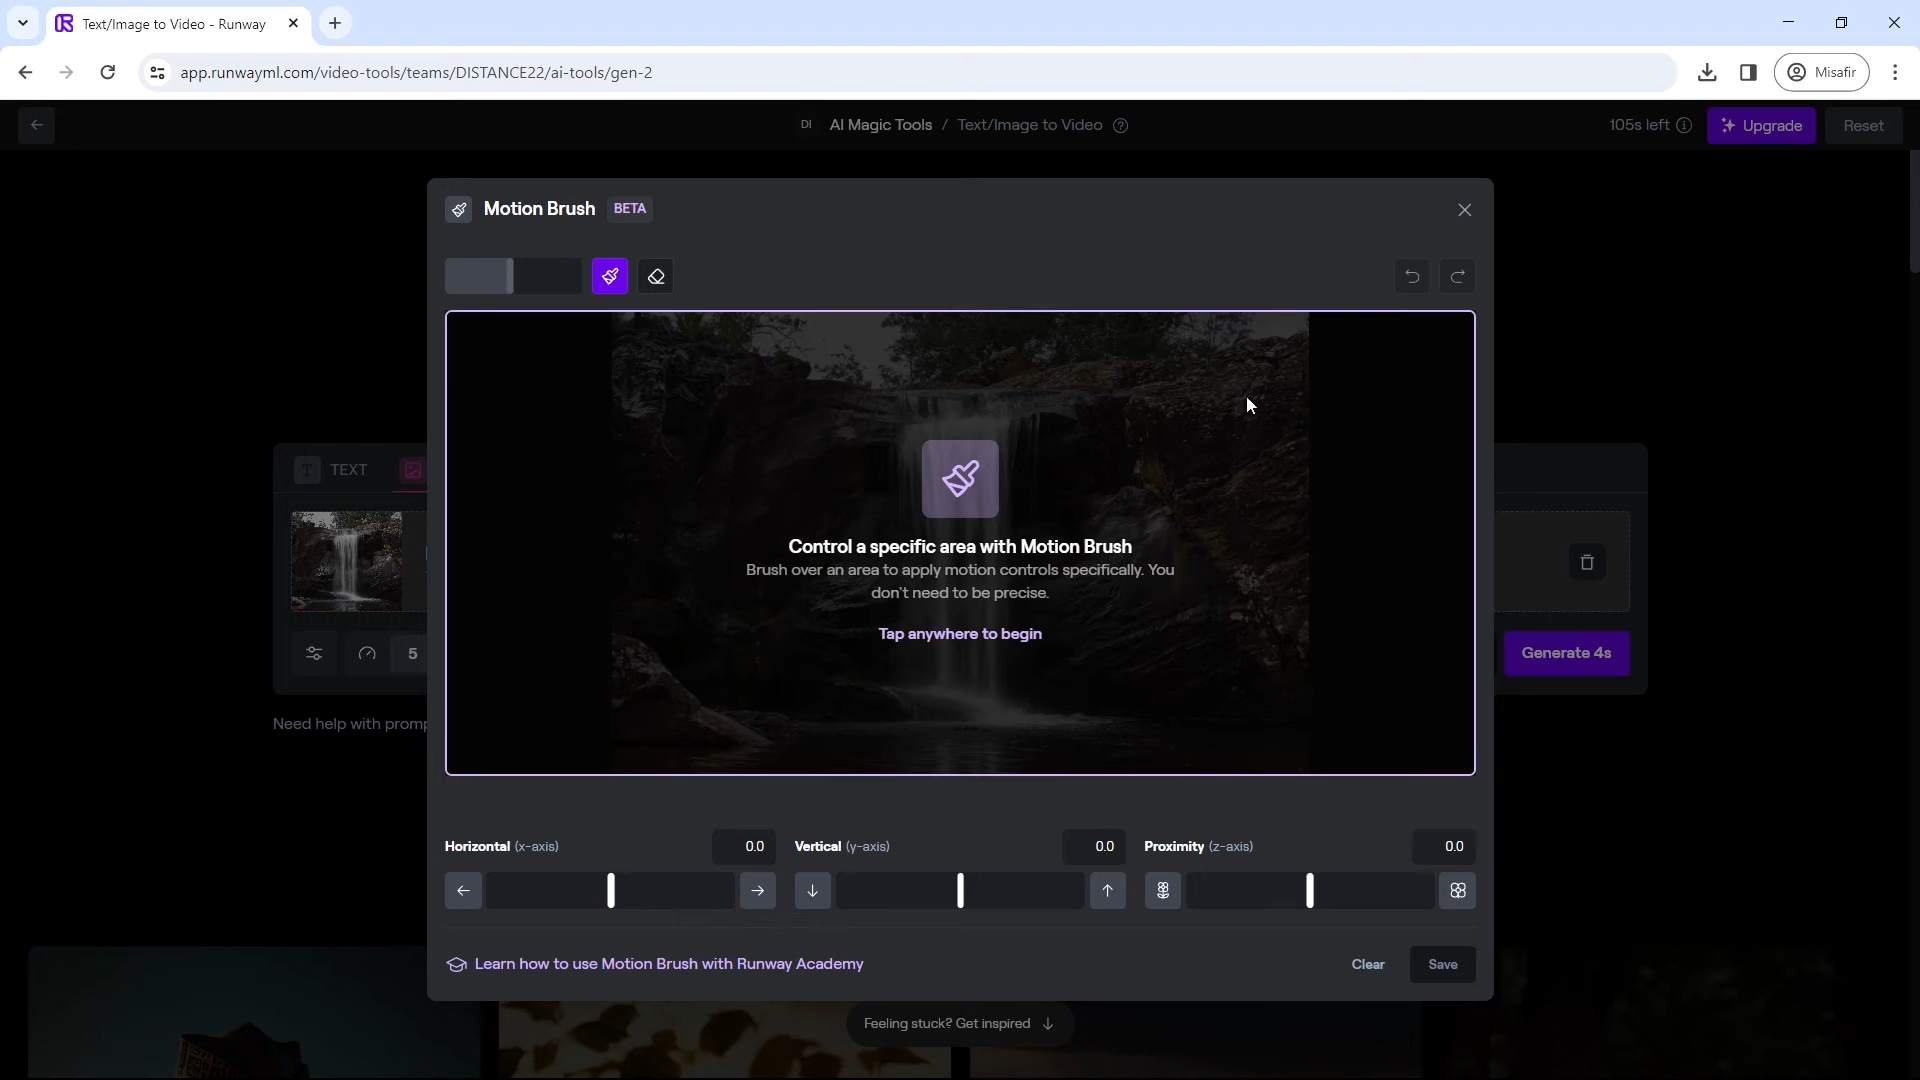 Text/Image to Video - Runway
app.runwayml.com/video-tools/teams/DISTANCE22/ai-tools/gen-2
Misafir
DI AI Magic Tools / Text/Image to Video
105s left
Upgrade
Reset
Motion Brush BETA
TEXT
Control a specific area with Motion Brush
Brush over an area to apply motion controls specifically. You
don't need to be precise.
Tap anywhere to begin
5
Generate 4s
Need help with promp
Horizontal (x-axis) 0.0
Vertical (y-axis) 0.0
Proximity (z-axis) 0.0
Learn how to use Motion Brush with Runway Academy
Clear
Save
Feeling stuck? Get inspired